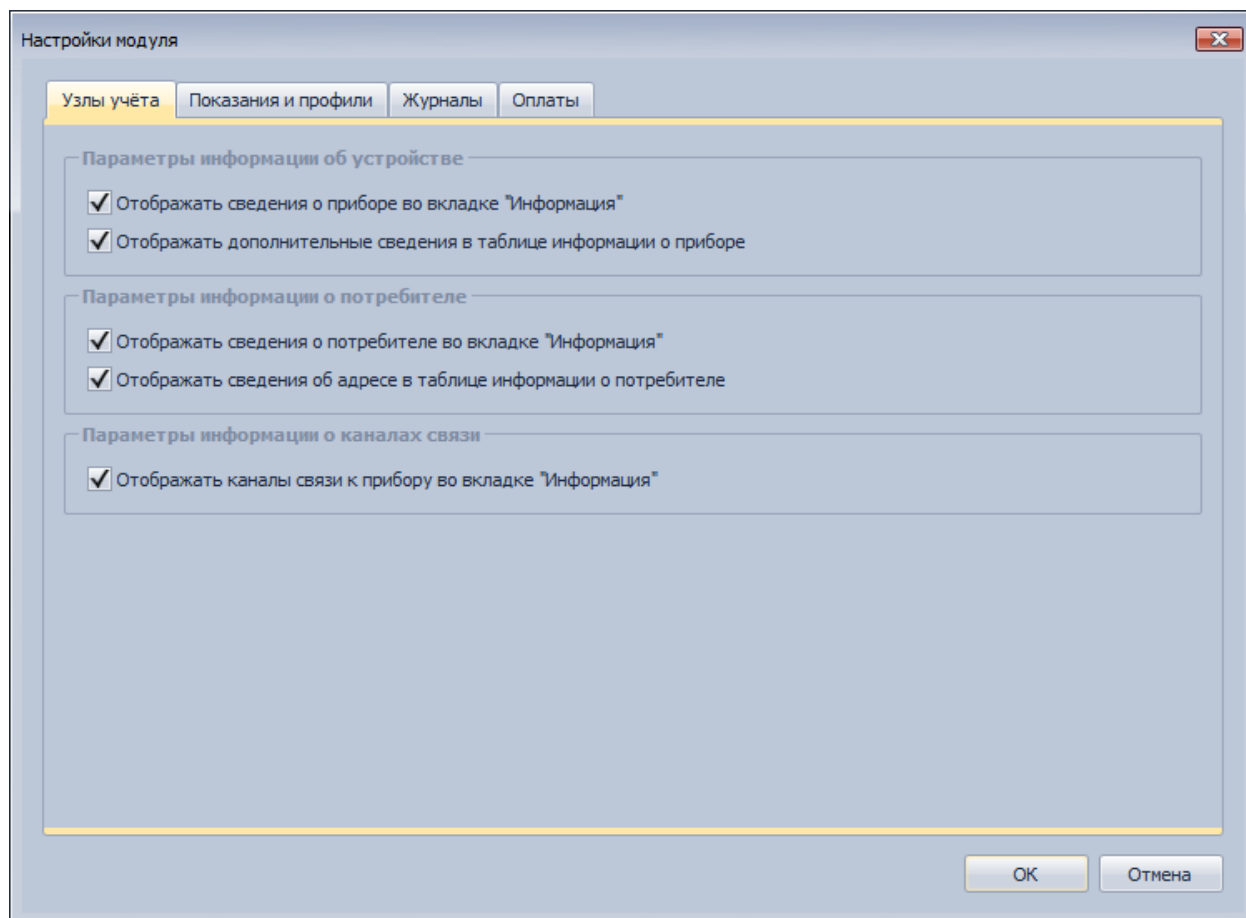 Настройки модуля
Узлы учёта Показания и профили Журналы Оплаты
Параметры информации об устройстве
Отображать сведения о приборе во вкладке "Информация"
Отображать дополнительные сведения в таблице информации о приборе
Параметры информации о потребителе
Отображать сведения о потребителе во вкладке "Информация"
Отображать сведения об адресе в таблице информации о потребителе
Параметры информации о каналах связи
Отображать каналы связи к прибору во вкладке "Информация"
ОК Отмена